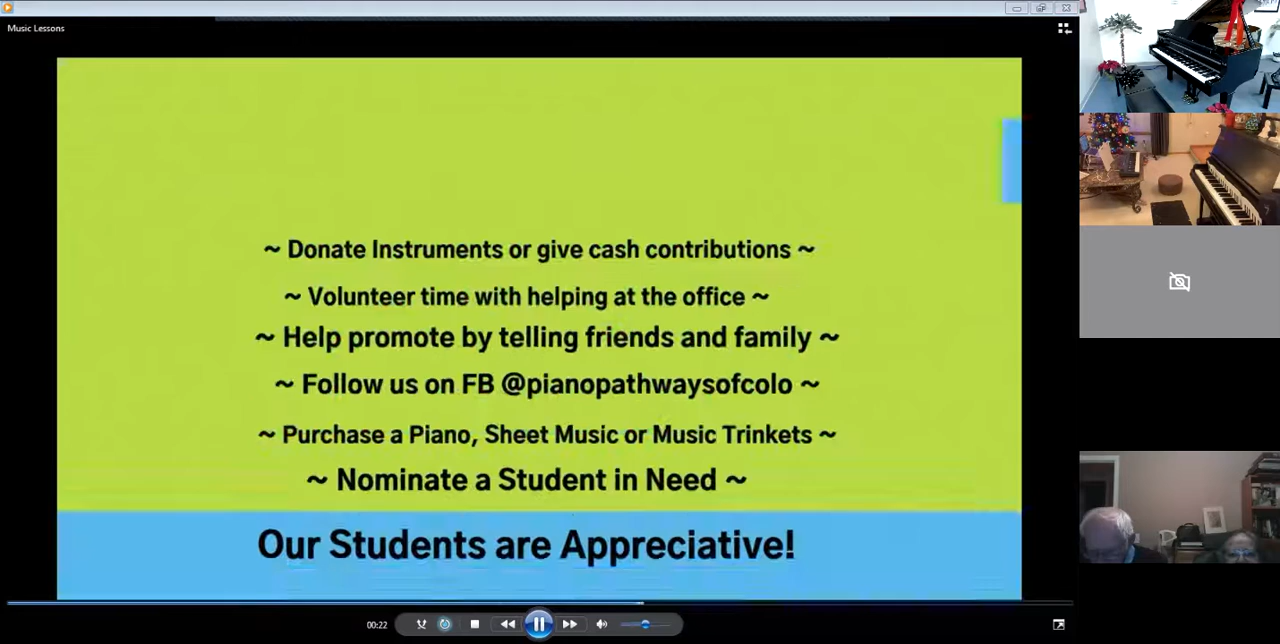 Music Lessons
~ Donate Instruments or give cash contributions ~
~ Volunteer time with helping at the office ~
~ Help promote by telling friends and family ~
~ Follow us on FB @pianopathwaysofcolo ~
~ Purchase a Piano, Sheet Music or Music Trinkets ~
~ Nominate a Student in Need ~
Our Students are Appreciative!
00:22